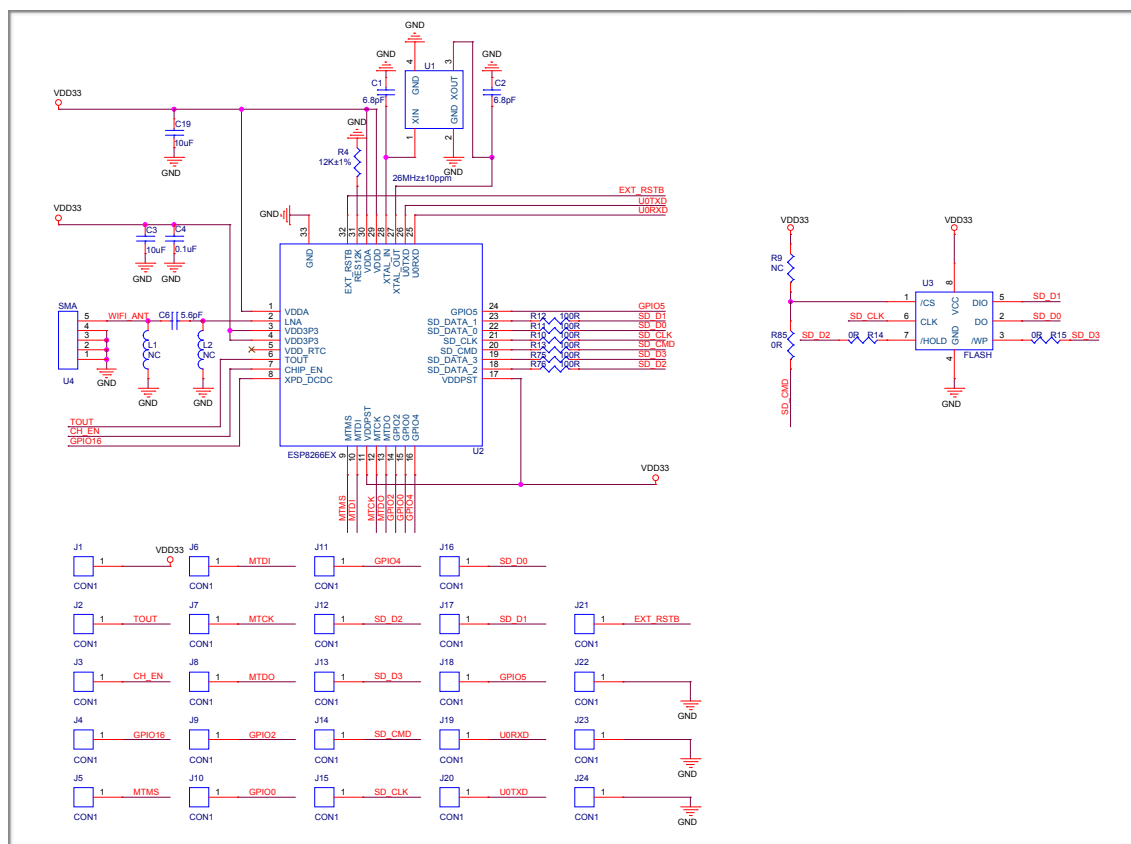 GND
U1
3
4
GND
GND
C1
6.8pF
GND
XOUT
XIN
GND
1
2
GND
C2
6.8pF
GND
VDD33
C19
10uF
GND
GND
R4
12K±1%
26MHz±10ppm
EXT_RSTB
U0TXD
U0RXD
VDD33
C3
10uF
C4
0.1uF
GND
GND
GND
33
32
31
30
29
28
27
26
25
GND
EXT_RSTB
RES12K
VDDA
VDDD
XTAL_IN
XTAL_OUT
U0TXD
U0RXD
SMA
5
4
3
2
1
U4
WIFI_ANT
C6
5.6pF
L1
NC
L2
NC
GND
GND
GND
1 VDDA
2 LNA
3 VDD3P3
4 VDD3P3
5 VDD_RTC
6 TOUT
7 CHIP_EN
8 XPD_DCDC
GPIO5 24 GPIO5
SD_DATA_1 23 R12 100R SD_D1
SD_DATA_0 22 R11 100R SD_D0
SD_CLK 21 R10 100R SD_CLK
SD_CMD 20 R13 100R SD_CMD
SD_DATA_3 19 R75 100R SD_D3
SD_DATA_2 18 R76 100R SD_D2
VDDPST 17
TOUT
CH_EN
GPIO16
MTMS
MTDI
VDDPST
MTCK
MTDO
GPIO2
GPIO0
GPIO4
ESP8266EX
U2
9
10
11
12
13
14
15
16
MTMS
MTDI
MTCK
MTDO
GPIO2
GPIO0
GPIO4
VDD33
VDD33
R9
NC
R85
0R
SD_CMD
VDD33
U3
8
1 /CS VCC DIO 5 SD_D1
SD_CLK 6 CLK DO 2 SD_D0
SD_D2 0R R14 7 /HOLD GND /WP 3 0R R15 SD_D3
FLASH
4
GND
J1 1 VDD33
CON1
J6 1 MTDI
CON1
J11 1 GPIO4
CON1
J16 1 SD_D0
CON1
J2 1 TOUT
CON1
J7 1 MTCK
CON1
J12 1 SD_D2
CON1
J17 1 SD_D1
CON1
J21 1 EXT_RSTB
CON1
J3 1 CH_EN
CON1
J8 1 MTDO
CON1
J13 1 SD_D3
CON1
J18 1 GPIO5
CON1
J22 1 GND
CON1
J4 1 GPIO16
CON1
J9 1 GPIO2
CON1
J14 1 SD_CMD
CON1
J19 1 U0RXD
CON1
J23 1 GND
CON1
J5 1 MTMS
CON1
J10 1 GPIO0
CON1
J15 1 SD_CLK
CON1
J20 1 U0TXD
CON1
J24 1 GND
CON1